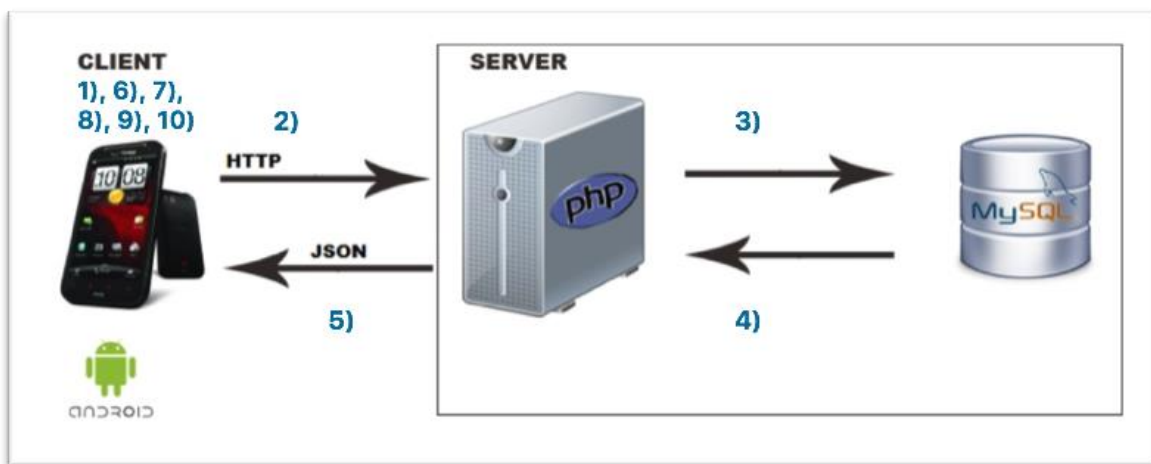 CLIENT
1), 6), 7),
8), 9), 10)
2)
HTTP
JSON
5)
SERVER
3)
4)
php
MySQL
10 08
ANDROID